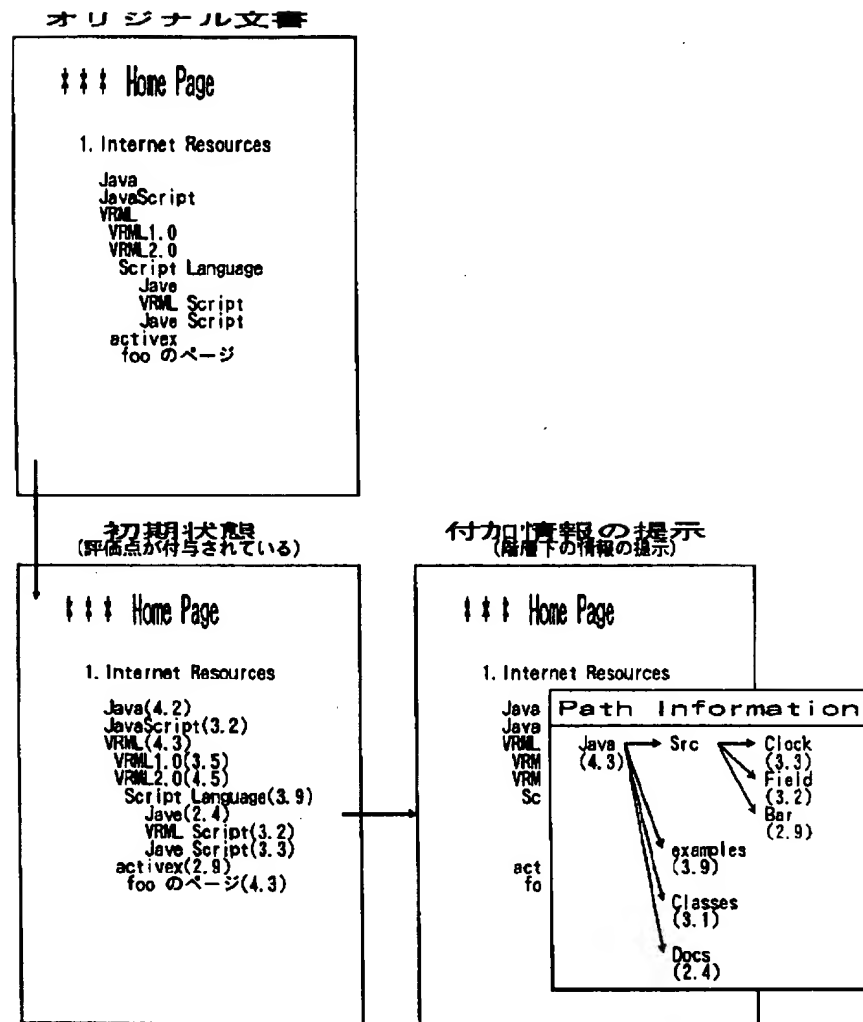 オリジナル文書
*** Home Page
1. Internet Resources
Java
JavaScript
VRML
VRML1.0
VRML2.0
Script Language
Jave
VRML Script
Jave Script
activex
foo のページ
初期状態
(評価点が付与されている)
*** Home Page
1. Internet Resources
Java(4.2)
JavaScript(3.2)
VRML(4.3)
VRML1.0(3.5)
VRML2.0(4.5)
Script Language(3.9)
Jave(2.4)
VRML Script(3.2)
Jave Script(3.3)
activex(2.9)
foo のページ(4.3)
付加情報の提示
(階層下の情報の提示)
*** Home Page
1. Internet Resources
Java
Java
VRML
VRM
VRM
Sc
act
fo
Path Information
Java
(4.3)
Src
Clock
(3.3)
Field
(3.2)
Bar
(2.9)
examples
(3.9)
Classes
(3.1)
Docs
(2.4)